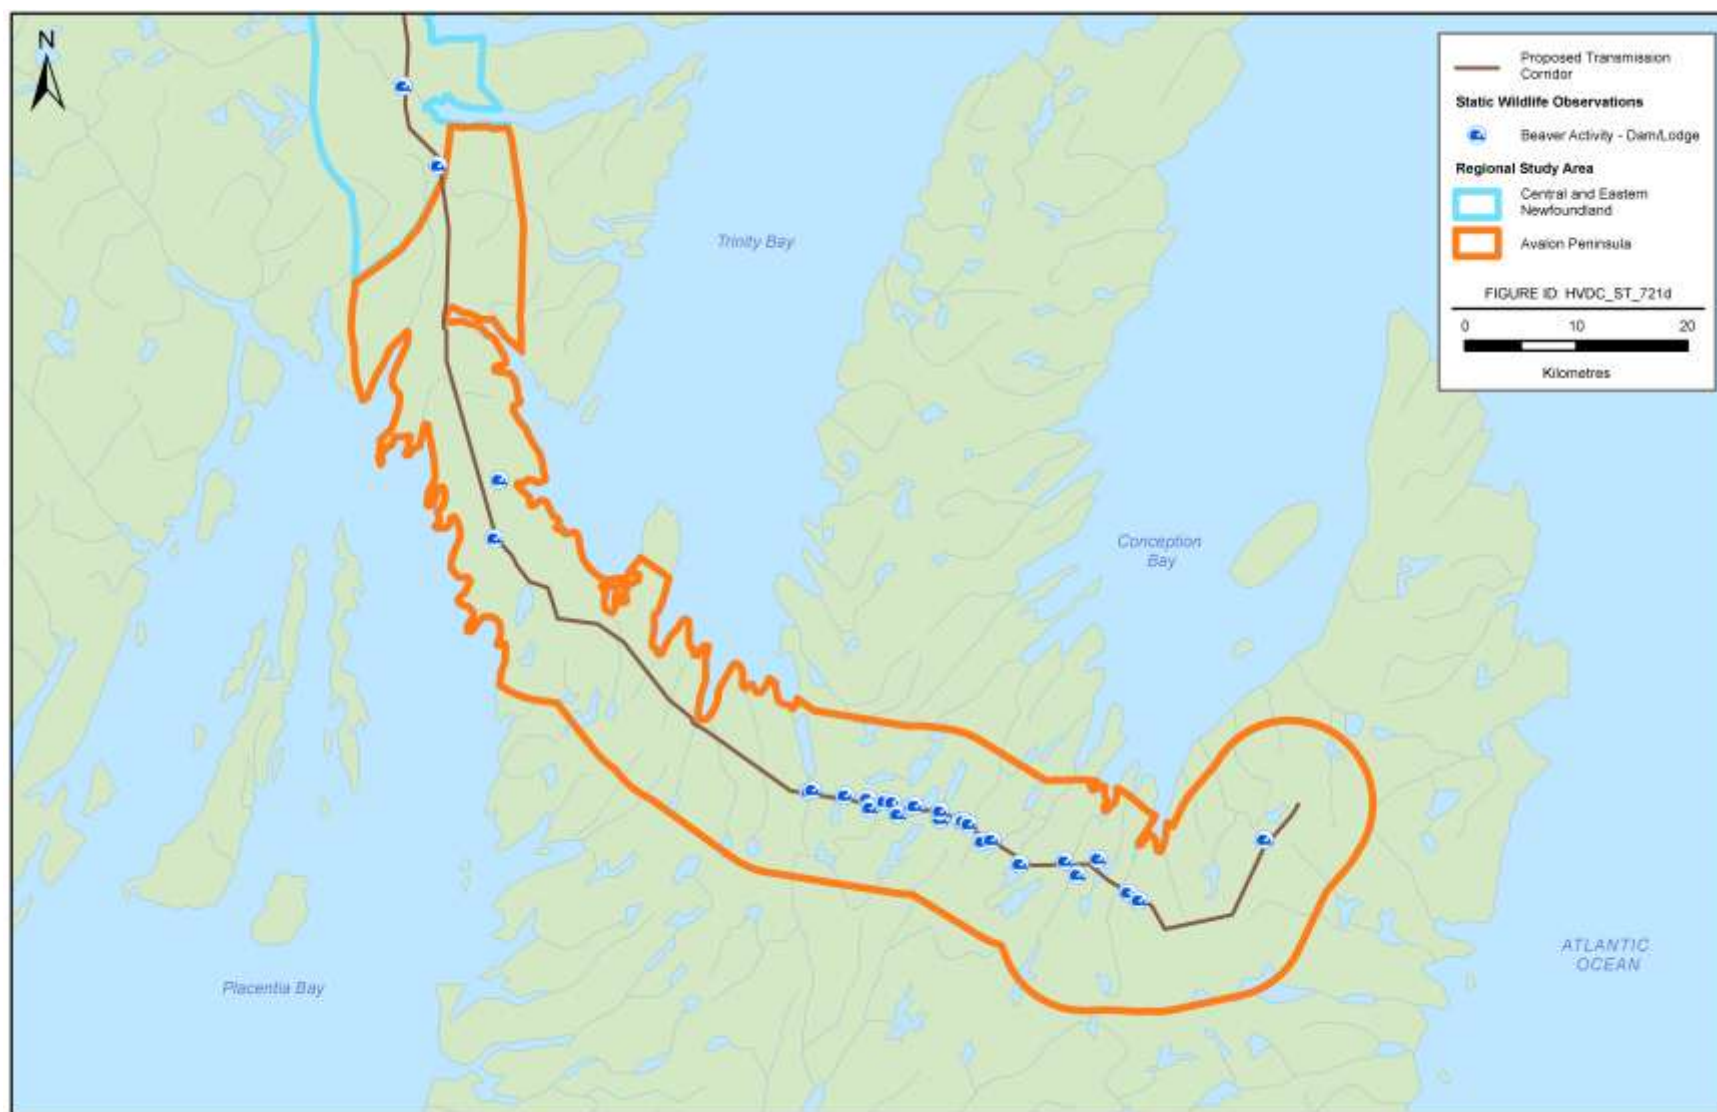 N
Proposed Transmission
Corridor
Static Wildlife Observations
Beaver Activity - Dam/Lodge
Regional Study Area
Central and Eastern
Newfoundland
Avalon Peninsula
FIGURE ID: HVDC_ST_721d
0 10 20
Kilometres
Trinity Bay
Conception
Bay
ATLANTIC
OCEAN
Placentia Bay